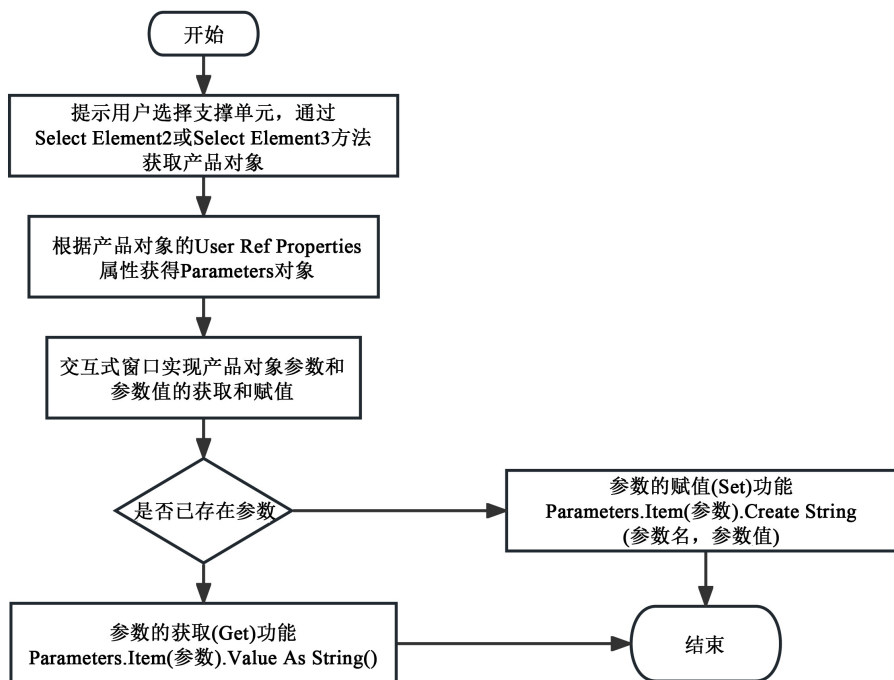 开始
提示用户选择支撑单元，通过
Select Element2或Select Element3方法
获取产品对象
根据产品对象的User Ref Properties
属性获得Parameters对象
交互式窗口实现产品对象参数和
参数值的获取和赋值
是否已存在参数
参数的赋值(Set)功能
Parameters.Item(参数).Create String
(参数名，参数值)
参数的获取(Get)功能
Parameters.Item(参数).Value As String()
结束